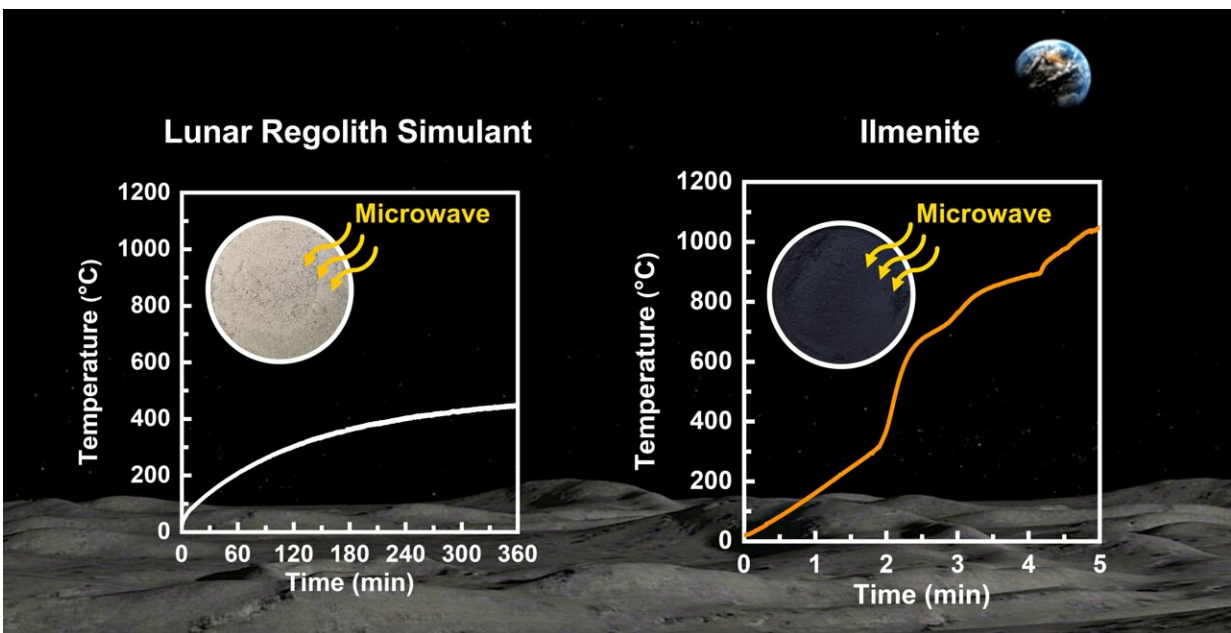 Lunar Regolith Simulant
Microwave
Temperature (°C)
1200
1000
800
600
400
200
0
0 60 120 180 240 300 360
Time (min)
Ilmenite
Microwave
Temperature (°C)
1200
1000
800
600
400
200
0
0 1 2 3 4 5
Time (min)